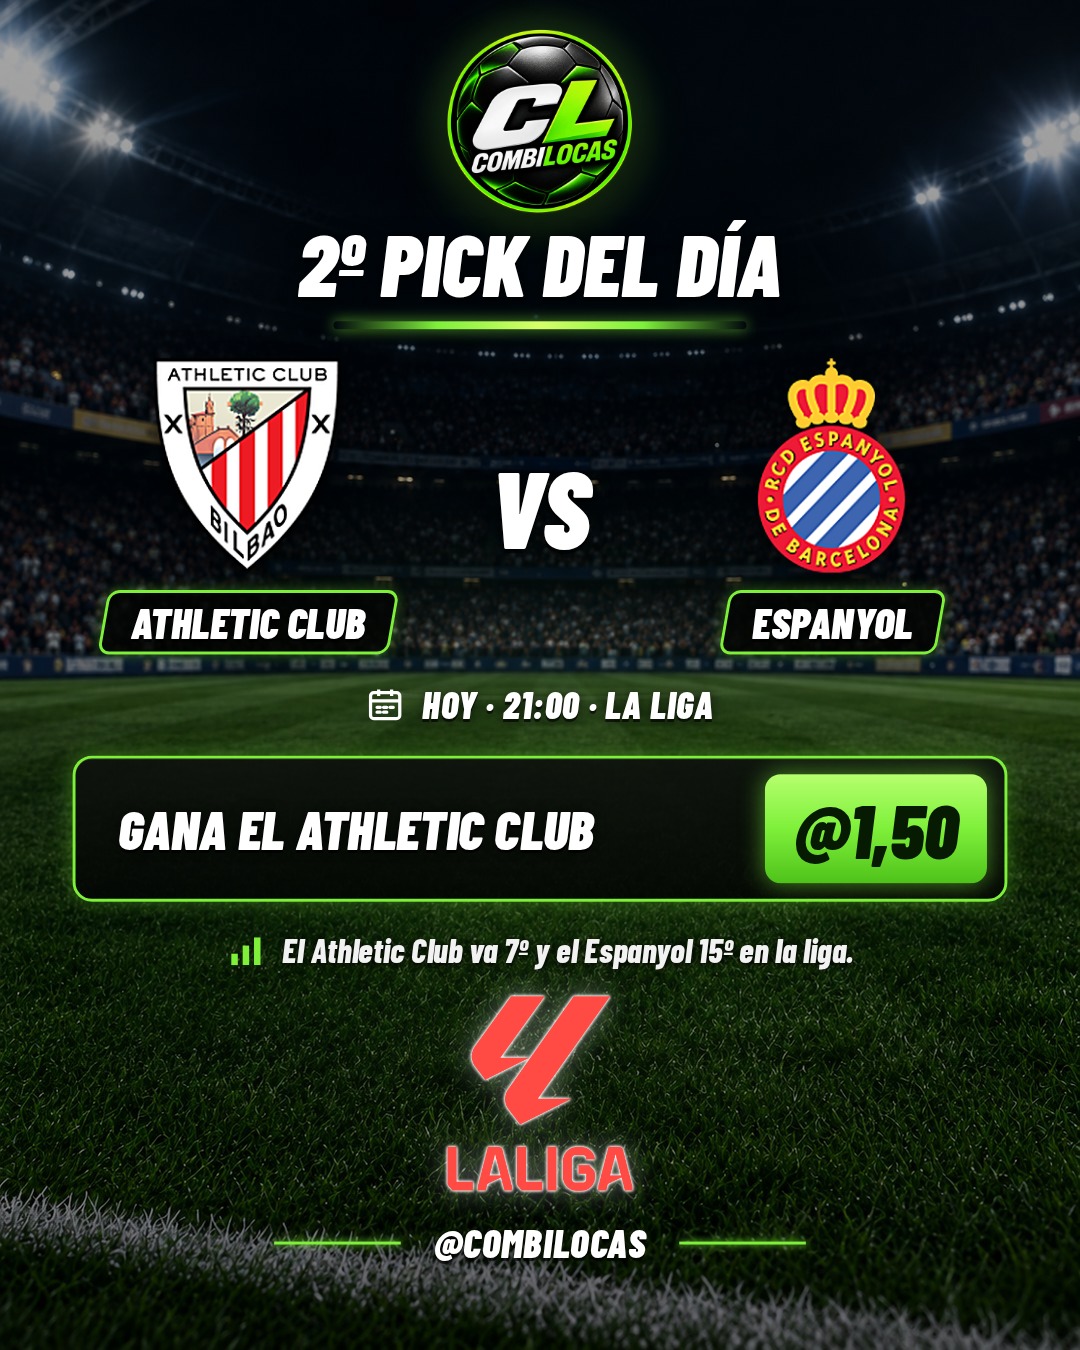 CL
COMBILOCAS
2º PICK DEL DÍA
ATHLETIC CLUB
BILBAO
VS
RCD ESPANYOL
DE BARCELONA
ATHLETIC CLUB
ESPANYOL
HOY · 21:00 · LA LIGA
GANA EL ATHLETIC CLUB
@1,50
El Athletic Club va 7º y el Espanyol 15º en la liga.
LALIGA
@COMBILOCAS